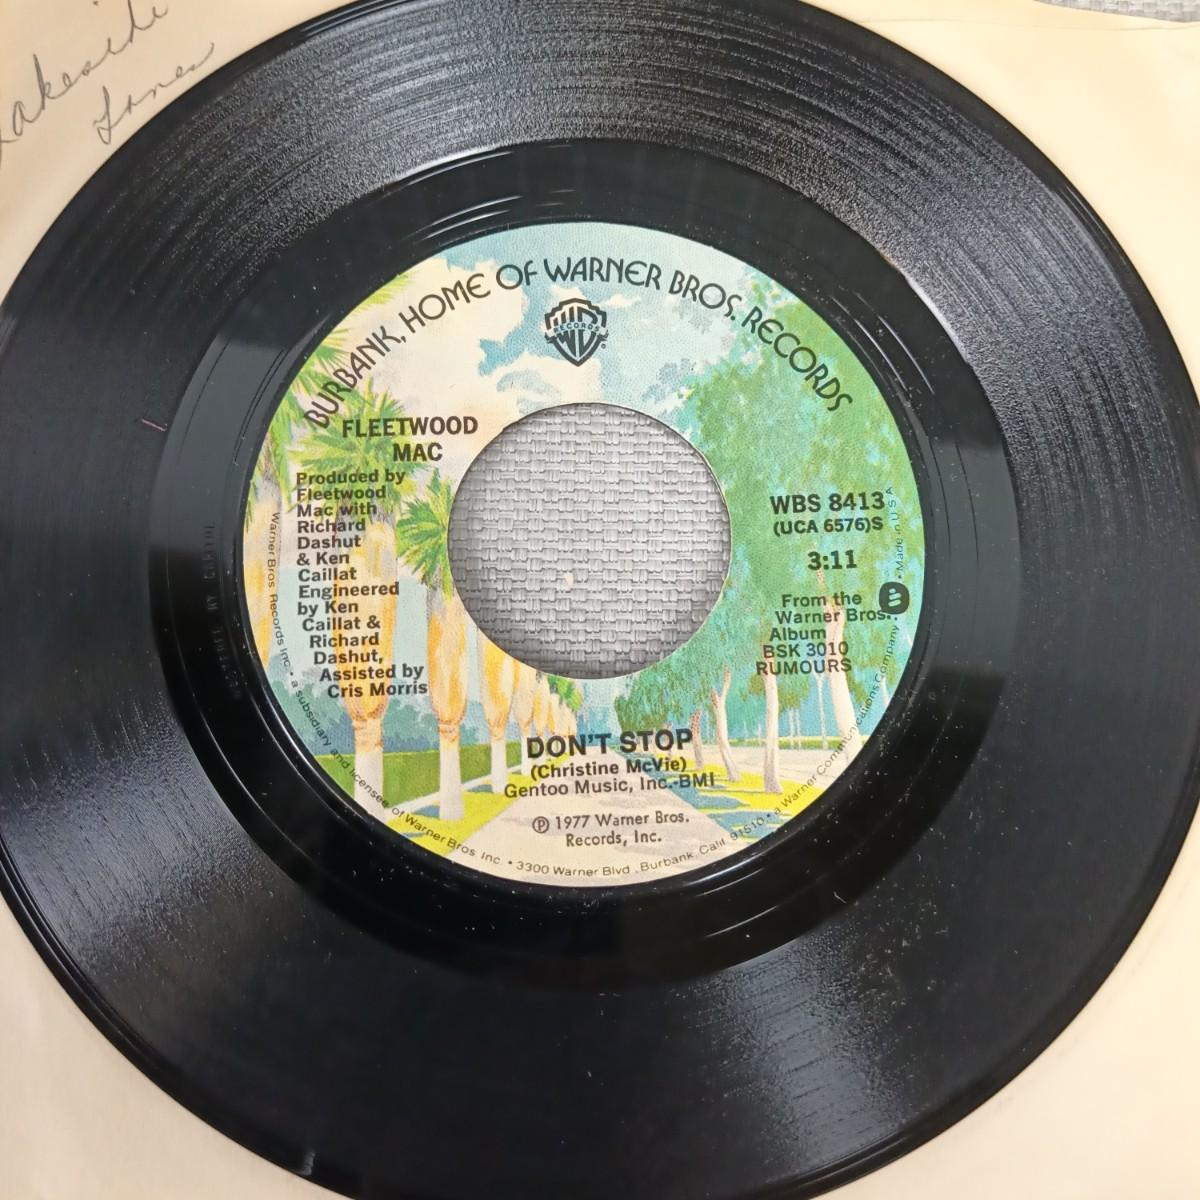 Lakeside
Lanes
BURBANK, HOME OF WARNER BROS. RECORDS
RECORDS
®
FLEETWOOD
MAC
Produced by
Fleetwood
Mac with
Richard
Dashut
& Ken
Caillat
Engineered
by Ken
Caillat &
Richard
Dashut,
Assisted by
Cris Morris
WBS 8413
(UCA 6576)S
3:11
From the
Warner Bros.
Album
BSK 3010
RUMOURS
DON'T STOP
(Christine McVie)
Gentoo Music, Inc.-BMI
℗ 1977 Warner Bros.
Records, Inc.
Warner Bros Records Inc. • a subsidiary and licensee of Warner Bros. Inc. • 3300 Warner Blvd., Burbank, Calif. 91510 • a Warner Communications Company • Made in U.S.A.